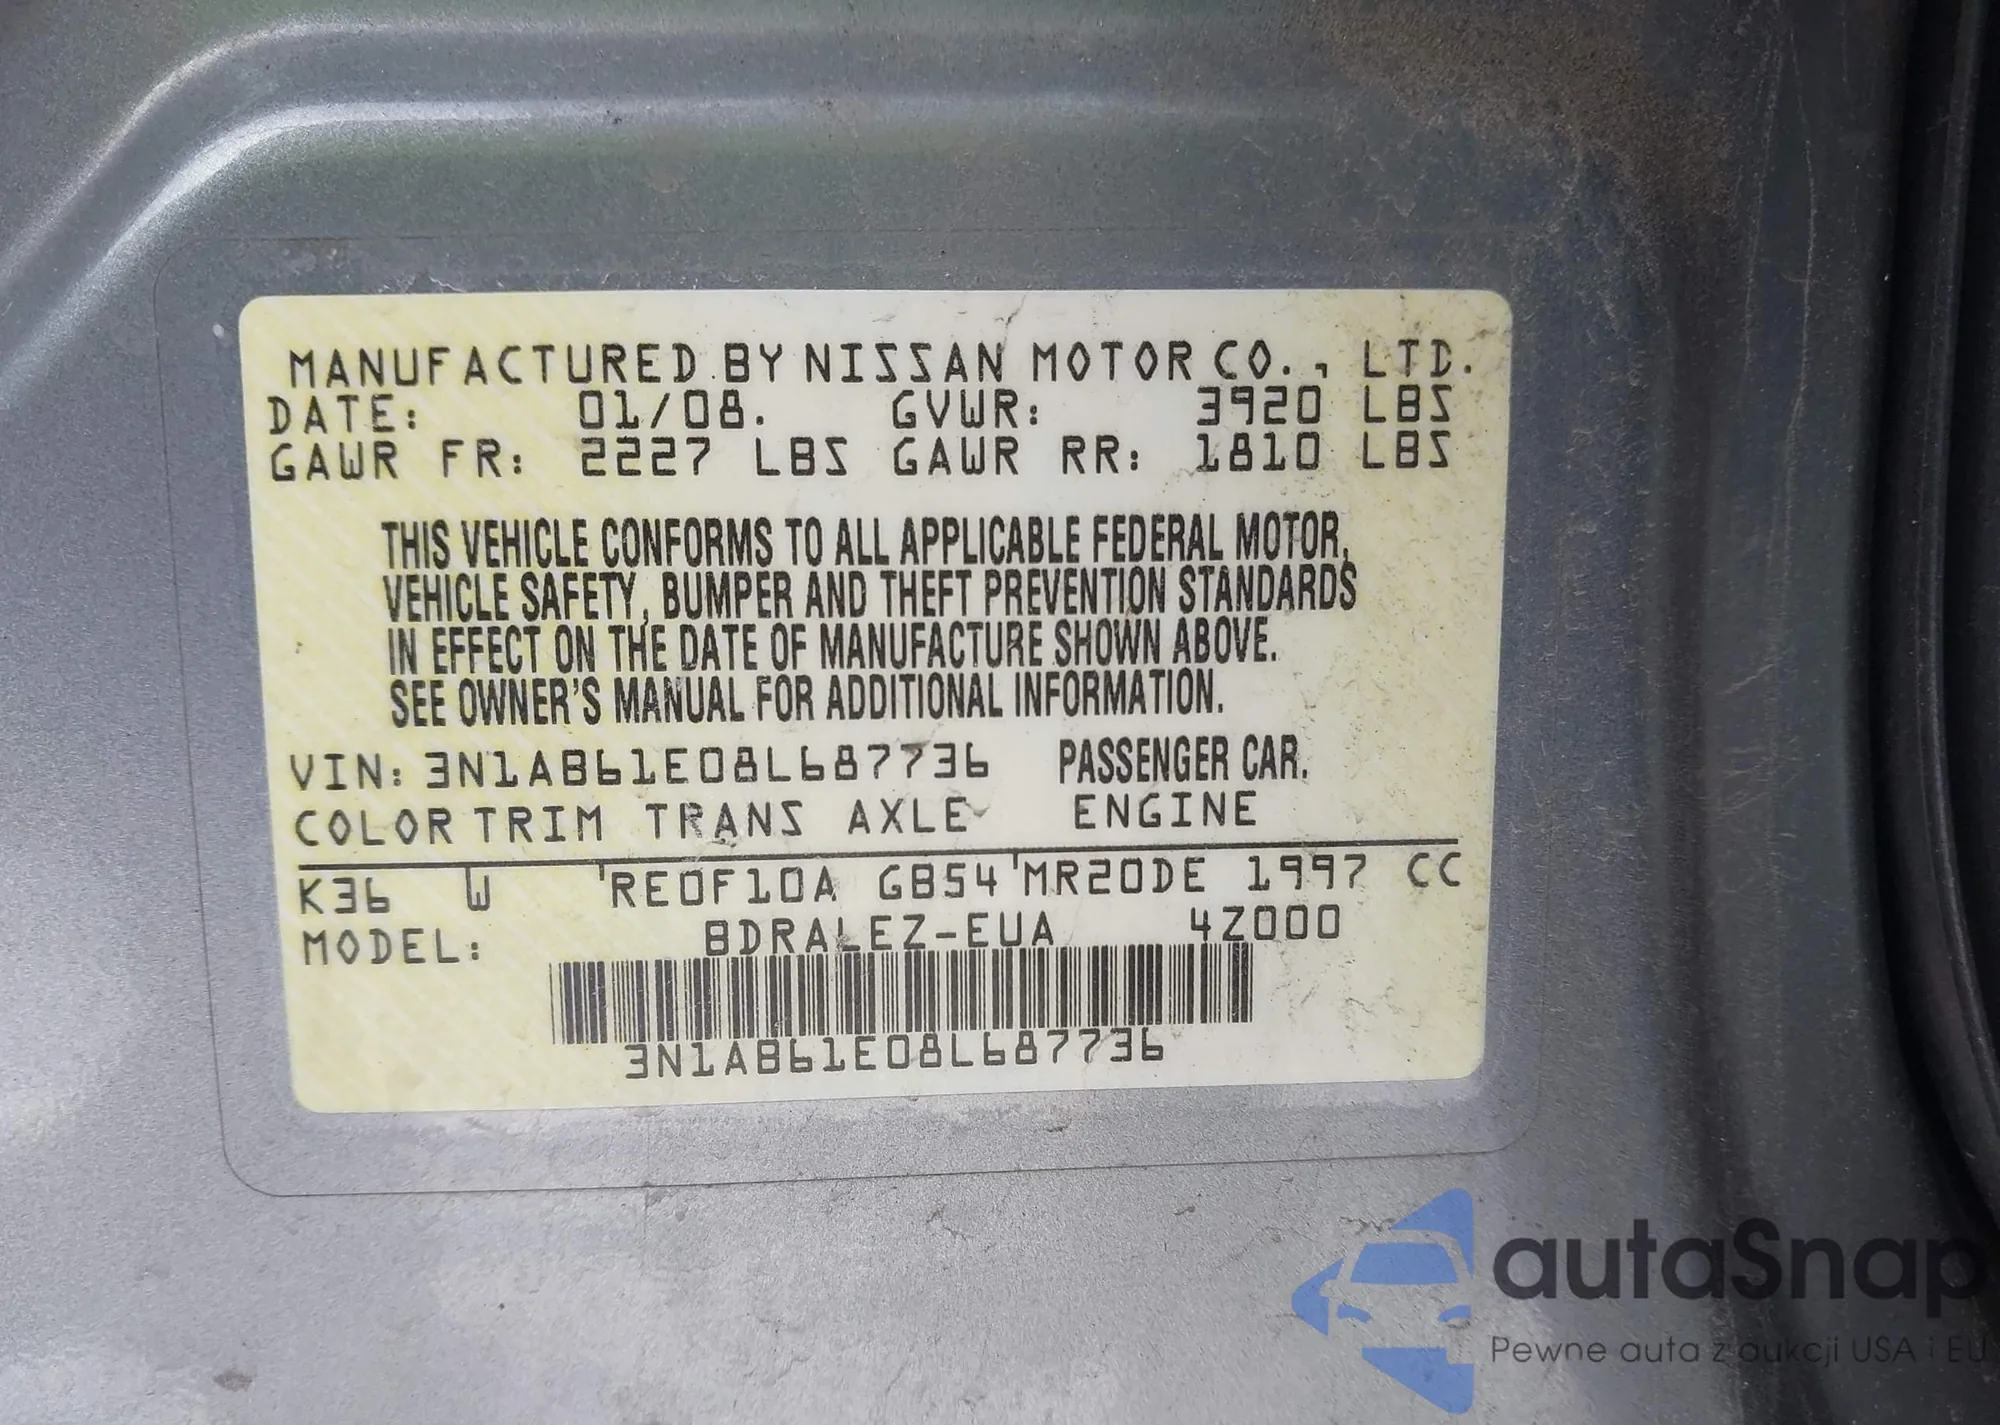 MANUFACTURED BY NISSAN MOTOR CO., LTD.
DATE: 01/08. GVWR: 3920 LBS
GAWR FR: 2227 LBS GAWR RR: 1810 LBS
THIS VEHICLE CONFORMS TO ALL APPLICABLE FEDERAL MOTOR,
VEHICLE SAFETY, BUMPER AND THEFT PREVENTION STANDARDS
IN EFFECT ON THE DATE OF MANUFACTURE SHOWN ABOVE.
SEE OWNER'S MANUAL FOR ADDITIONAL INFORMATION.
VIN: 3N1AB61E08L687736 PASSENGER CAR.
COLOR TRIM TRANS AXLE ENGINE
K36 W RE0F10A GB54 MR20DE 1997 CC
MODEL: BDRALEZ-EUA 4Z000
3N1AB61E08L687736
autaSnap
Pewne auta z aukcji USA i EU